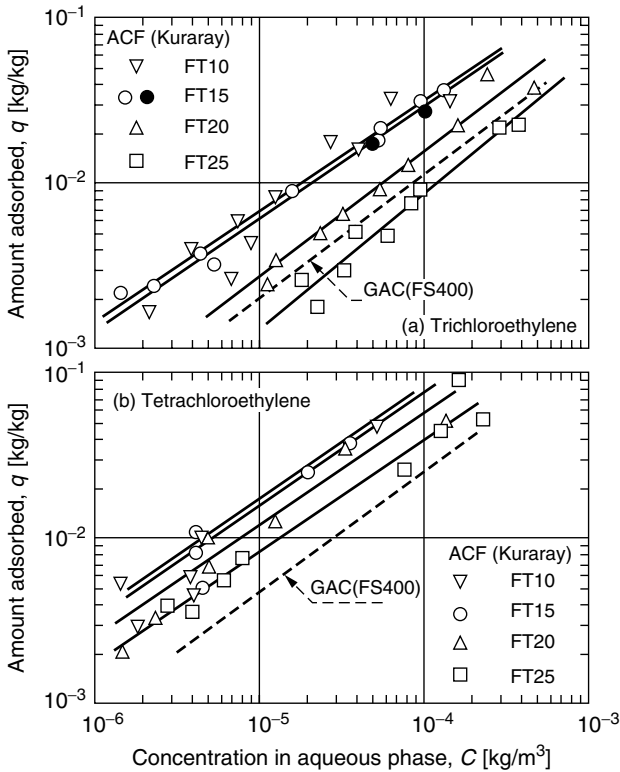 10⁻¹
ACF (Kuraray)
FT10
FT15
FT20
FT25
10⁻²
Amount adsorbed, q [kg/kg]
GAC(FS400)
(a) Trichloroethylene
10⁻³
10⁻¹
(b) Tetrachloroethylene
10⁻²
Amount adsorbed, q [kg/kg]
GAC(FS400)
ACF (Kuraray)
FT10
FT15
FT20
FT25
10⁻³
10⁻⁶ 10⁻⁵ 10⁻⁴ 10⁻³
Concentration in aqueous phase, C [kg/m³]